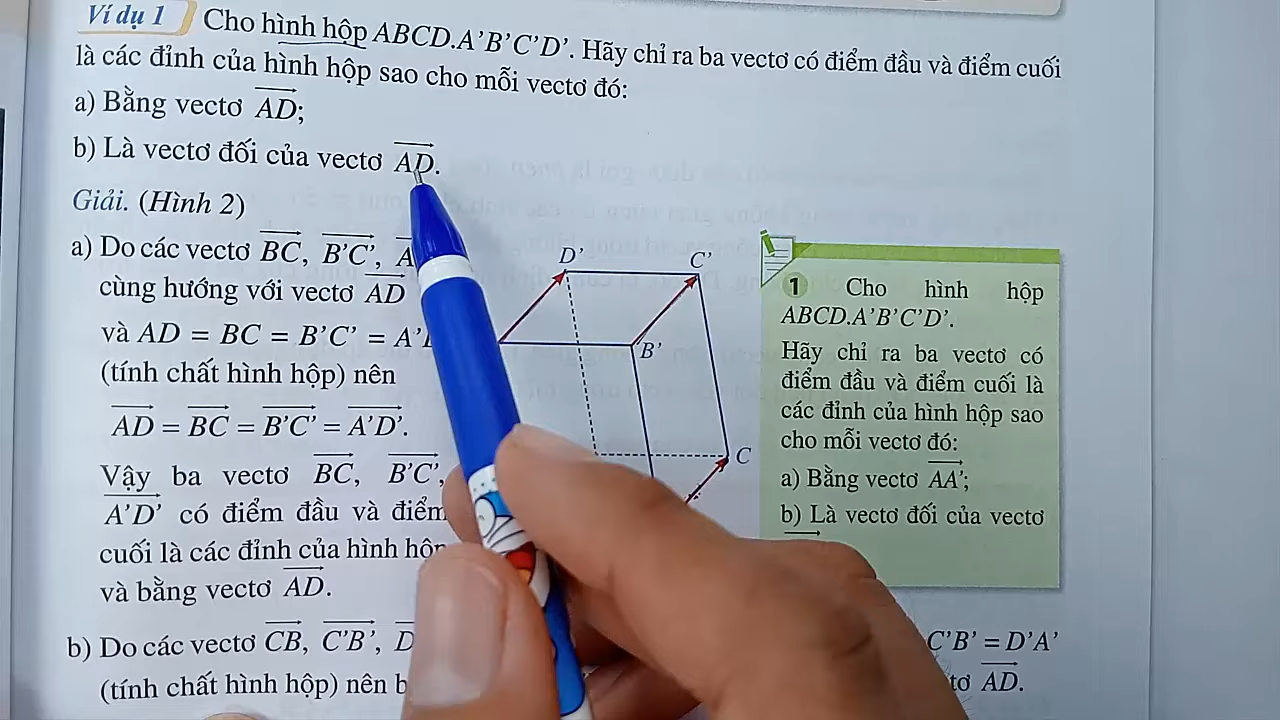 Ví dụ 1 Cho hình hộp ABCD.A’B’C’D’. Hãy chỉ ra ba vectơ có điểm đầu và điểm cuối
là các đỉnh của hình hộp sao cho mỗi vectơ đó:
a) Bằng vectơ AD;
b) Là vectơ đối của vectơ AD.
Giải. (Hình 2)
a) Do các vectơ BC, B’C’,
cùng hướng với vectơ AD
và AD = BC = B’C’ =
(tính chất hình hộp) nên
AD = BC = B’C’ = A’D’.
Vậy ba vectơ BC, B’C’,
A’D’ có điểm đầu và điểm
cuối là các đỉnh của hình hộp
và bằng vectơ AD.
D’
C’
B’
C
1 Cho hình hộp
ABCD.A’B’C’D’.
Hãy chỉ ra ba vectơ có
điểm đầu và điểm cuối là
các đỉnh của hình hộp sao
cho mỗi vectơ đó:
a) Bằng vectơ AA’;
b) Là vectơ đối của vectơ
b) Do các vectơ CB, C’B’, C’B’ = D’A’
(tính chất hình hộp) nên AD.